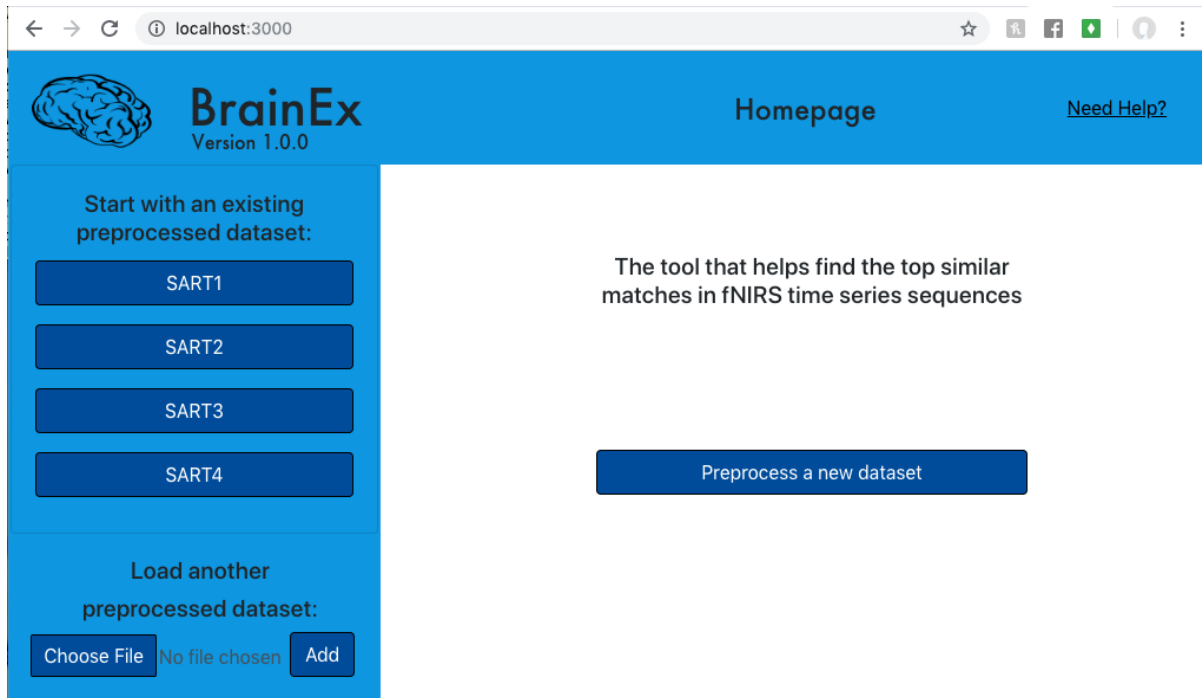 localhost:3000
BrainEx
Version 1.0.0
Homepage
Need Help?
Start with an existing
preprocessed dataset:
SART1
SART2
SART3
SART4
Load another
preprocessed dataset:
Choose File No file chosen Add
The tool that helps find the top similar
matches in fNIRS time series sequences
Preprocess a new dataset